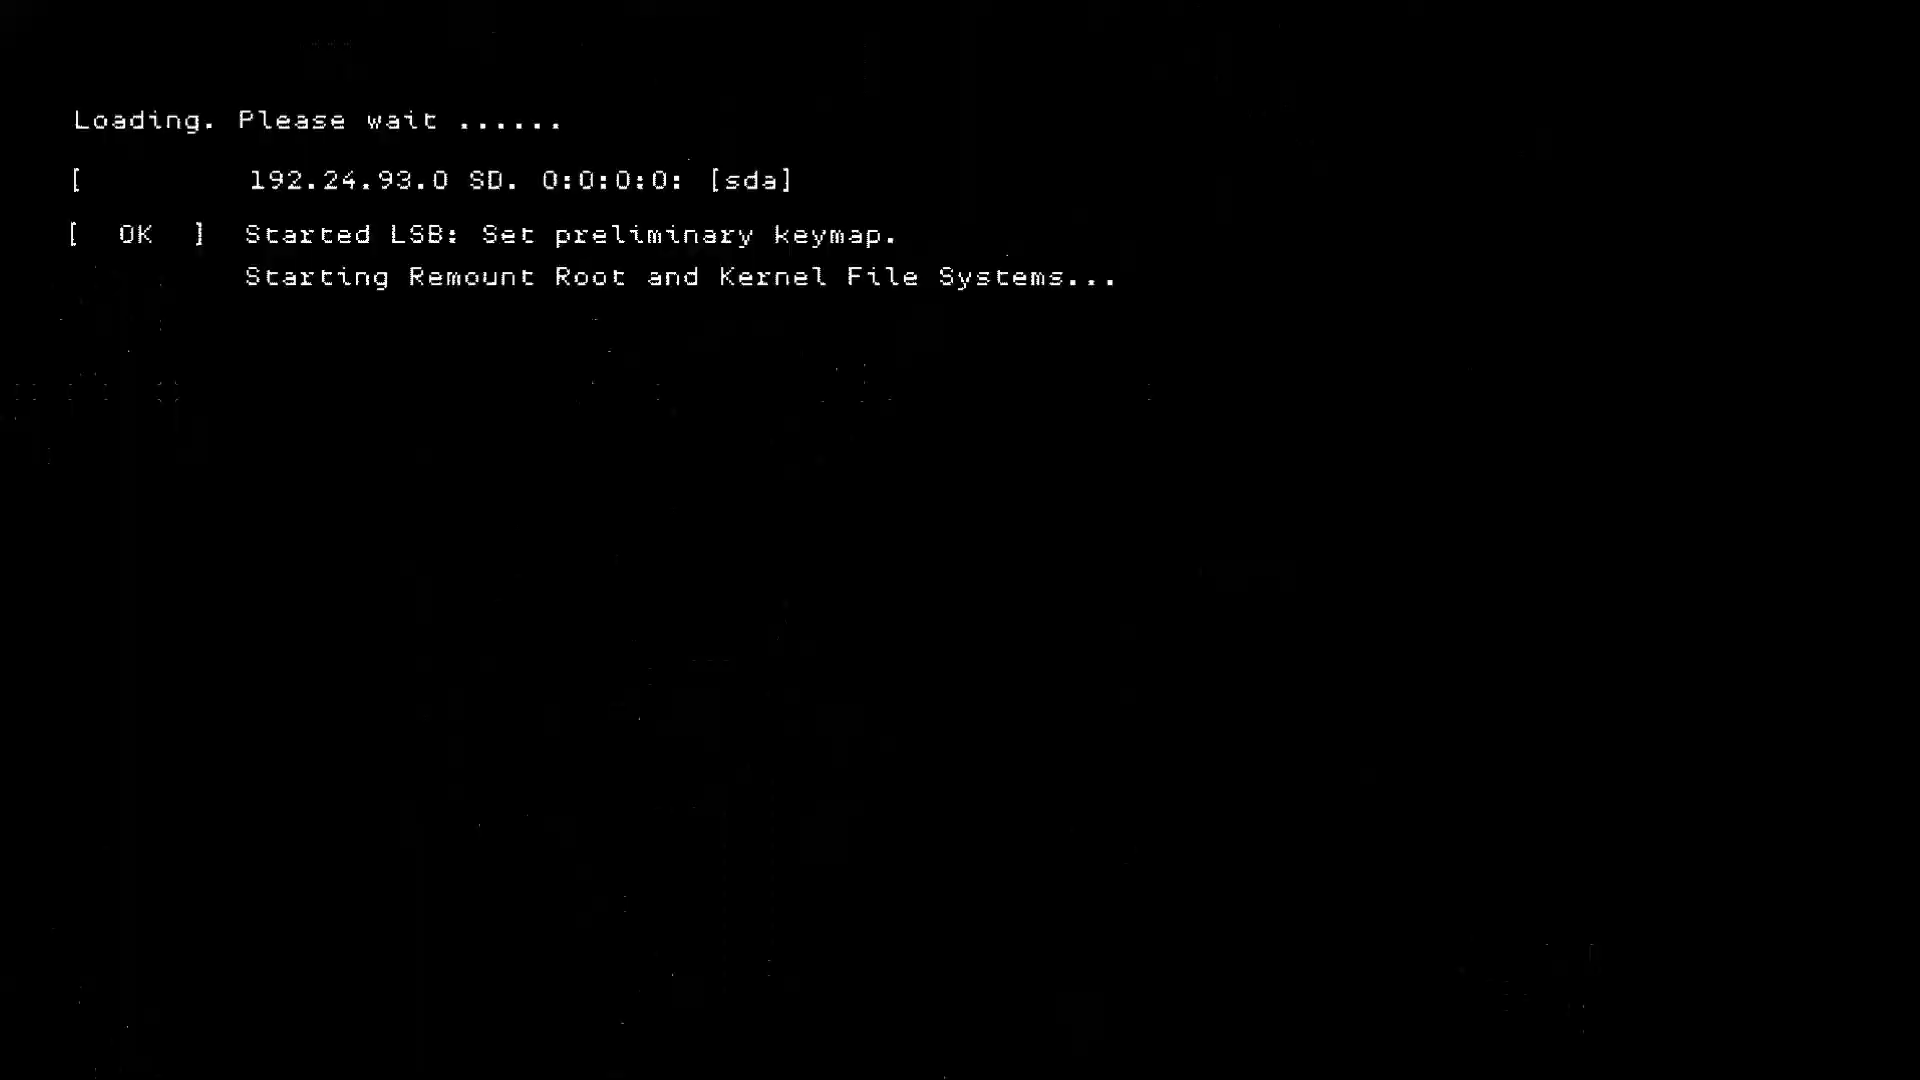 Loading. Please wait ......
[ 192.24.93.0 SD. 0:0:0:0: [sda]
[ OK ] Started LSB: Set preliminary keymap.
Starting Remount Root and Kernel File Systems...